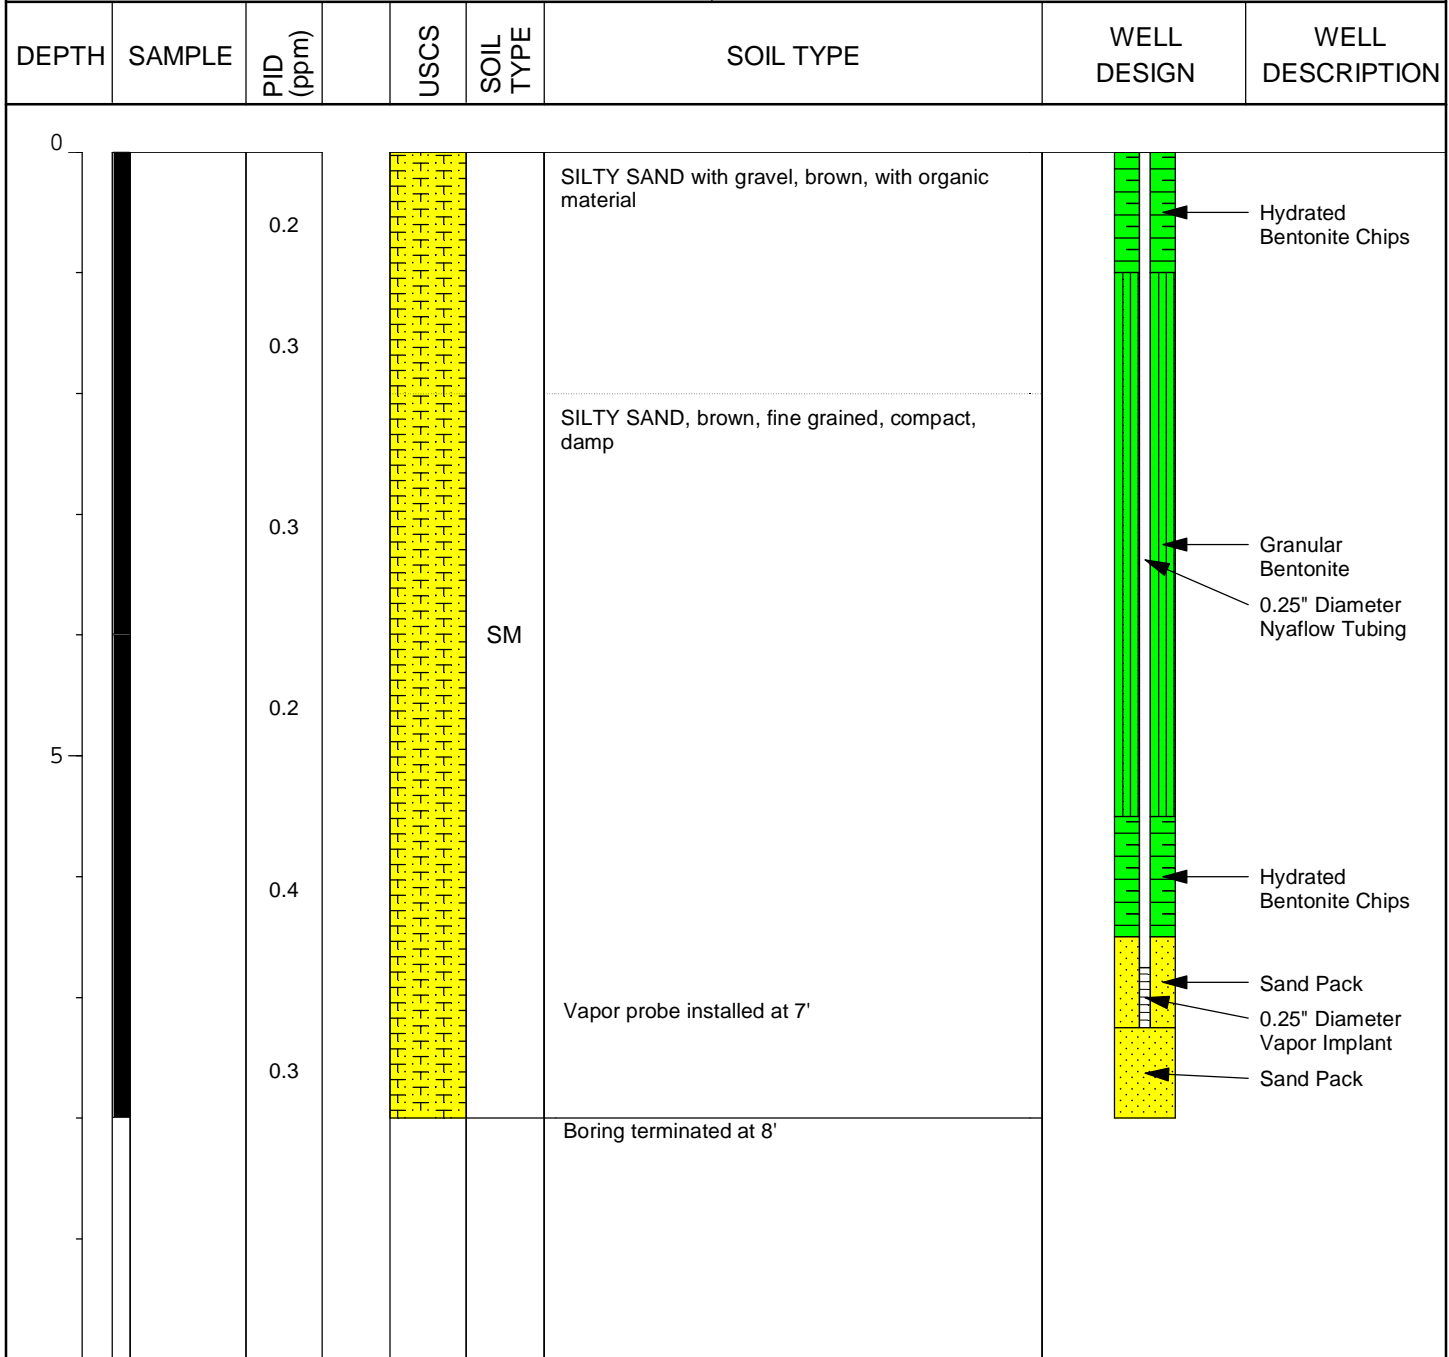 DEPTH
SAMPLE
PID
(ppm)
USCS
SOIL
TYPE
SOIL TYPE
WELL
DESIGN
WELL
DESCRIPTION
0
SILTY SAND with gravel, brown, with organic
material
0.2
Hydrated
Bentonite Chips
0.3
SILTY SAND, brown, fine grained, compact,
damp
0.3
Granular
Bentonite
0.25" Diameter
Nyaflow Tubing
SM
0.2
5
0.4
Hydrated
Bentonite Chips
Sand Pack
Vapor probe installed at 7'
0.25" Diameter
Vapor Implant
0.3
Sand Pack
Boring terminated at 8'